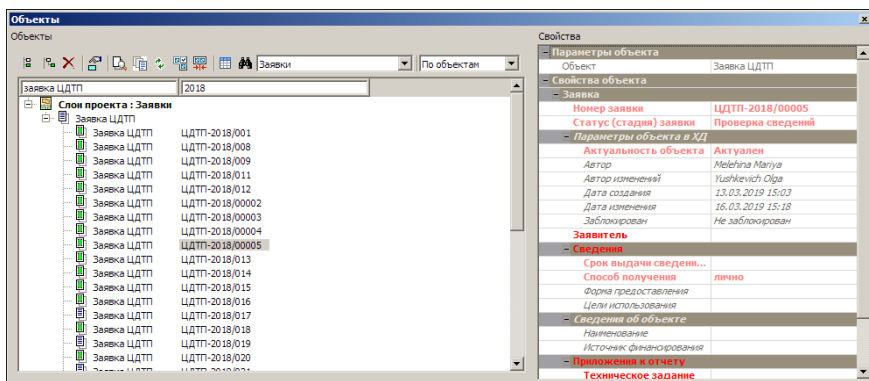 Объекты
Объекты
Заявки
По объектам
заявка ЦДТП 2018
Слои проекта : Заявки
Заявка ЦДТП
Заявка ЦДТП ЦДТП-2018/001
Заявка ЦДТП ЦДТП-2018/008
Заявка ЦДТП ЦДТП-2018/009
Заявка ЦДТП ЦДТП-2018/011
Заявка ЦДТП ЦДТП-2018/012
Заявка ЦДТП ЦДТП-2018/00002
Заявка ЦДТП ЦДТП-2018/00003
Заявка ЦДТП ЦДТП-2018/00004
Заявка ЦДТП ЦДТП-2018/00005
Заявка ЦДТП ЦДТП-2018/013
Заявка ЦДТП ЦДТП-2018/014
Заявка ЦДТП ЦДТП-2018/015
Заявка ЦДТП ЦДТП-2018/016
Заявка ЦДТП ЦДТП-2018/017
Заявка ЦДТП ЦДТП-2018/018
Заявка ЦДТП ЦДТП-2018/019
Заявка ЦДТП ЦДТП-2018/020
Заявка ЦДТП ЦДТП-2018/021
Свойства
Параметры объекта
Объект Заявка ЦДТП
Свойства объекта
Заявка
Номер заявки ЦДТП-2018/00005
Статус (стадия) заявки Проверка сведений
Параметры объекта в ХД
Актуальность объекта Актуален
Автор Melehina Mariya
Автор изменений Yushkevich Olga
Дата создания 13.03.2019 15:03
Дата изменения 16.03.2019 15:18
Заблокирован Не заблокирован
Заявитель
Сведения
Срок выдачи сведени...
Способ получения лично
Форма предоставления
Цели использования
Сведения об объекте
Наименование
Источник финансирования
Приложения к отчету
Техническое задание